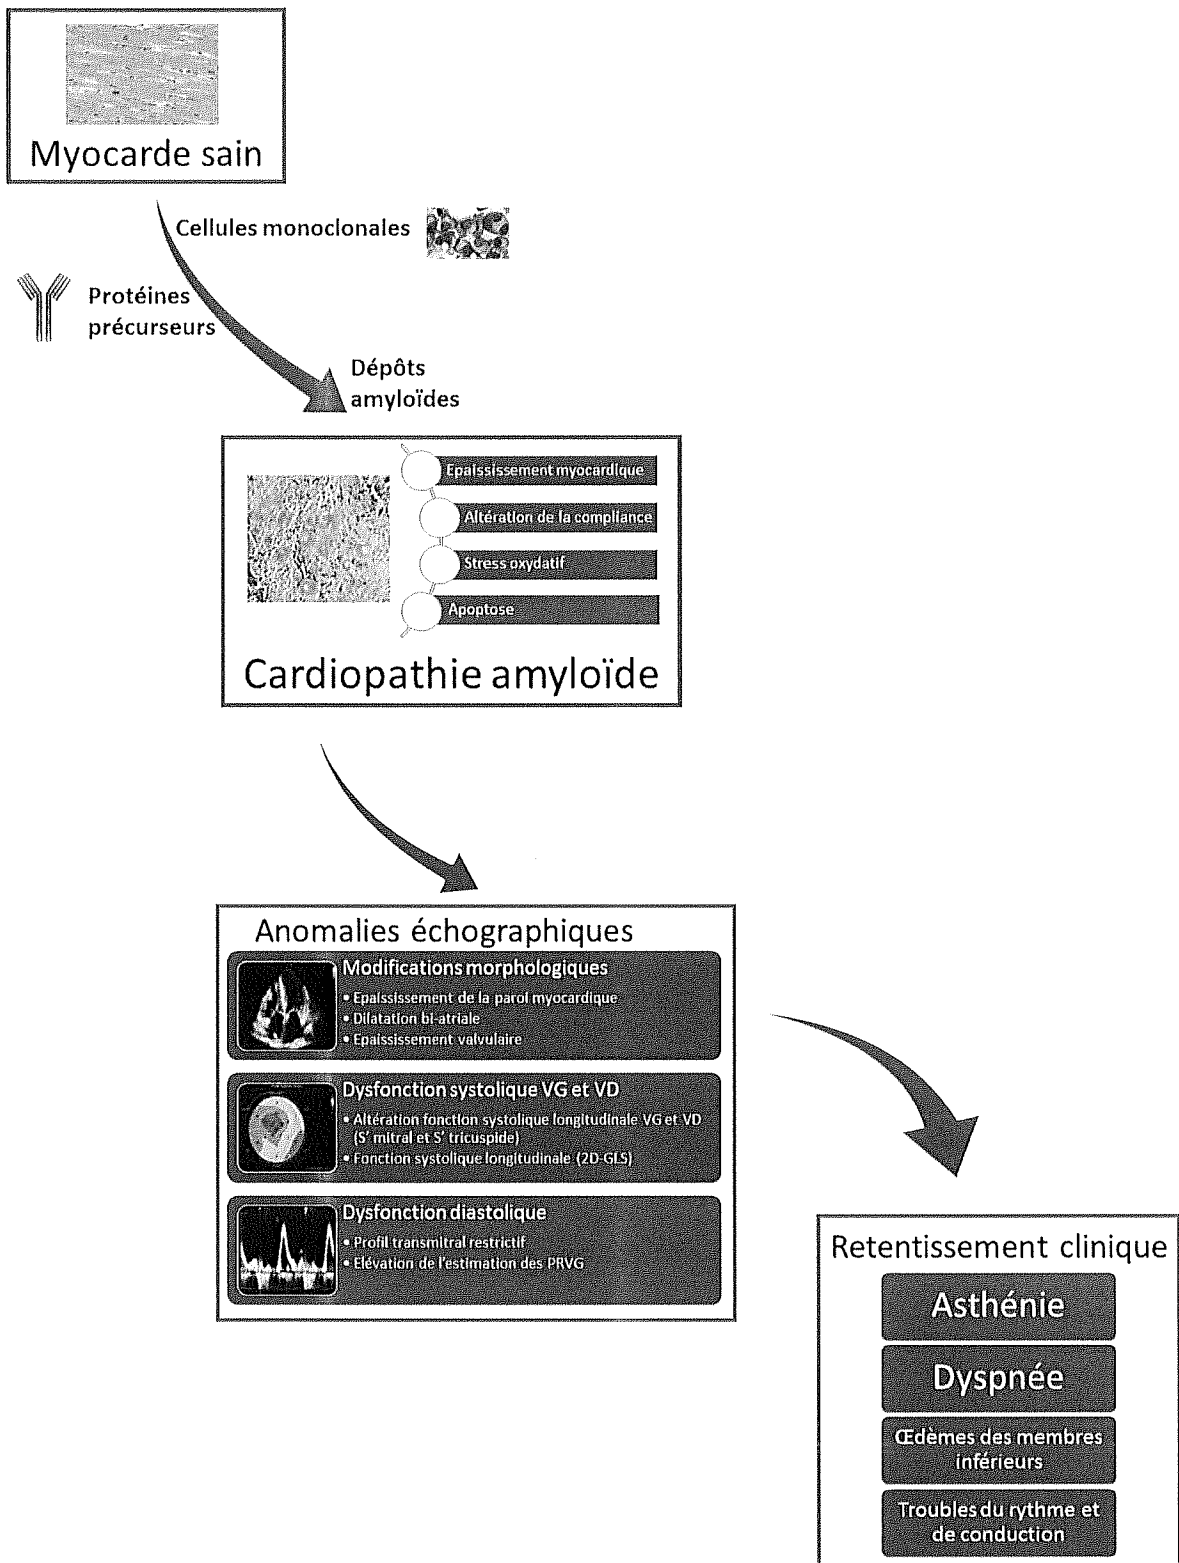 Myocarde sain
Cellules monoclonales
Protéines
précurseurs
Dépôts
amyloïdes
Epaississement myocardique
Altération de la compliance
Stress oxydatif
Apoptose
Cardiopathie amyloïde
Anomalies échographiques
Modifications morphologiques
• Epaississement de la paroi myocardique
• Dilatation bi-atriale
• Epaississement valvulaire
Dysfonction systolique VG et VD
• Altération fonction systolique longitudinale VG et VD
(S' mitral et S' tricuspide)
• Fonction systolique longitudinale (2D-GLS)
Dysfonction diastolique
• Profil transmitral restrictif
• Elévation de l'estimation des PRVG
Retentissement clinique
Asthénie
Dyspnée
Œdèmes des membres
inférieurs
Troubles du rythme et
de conduction